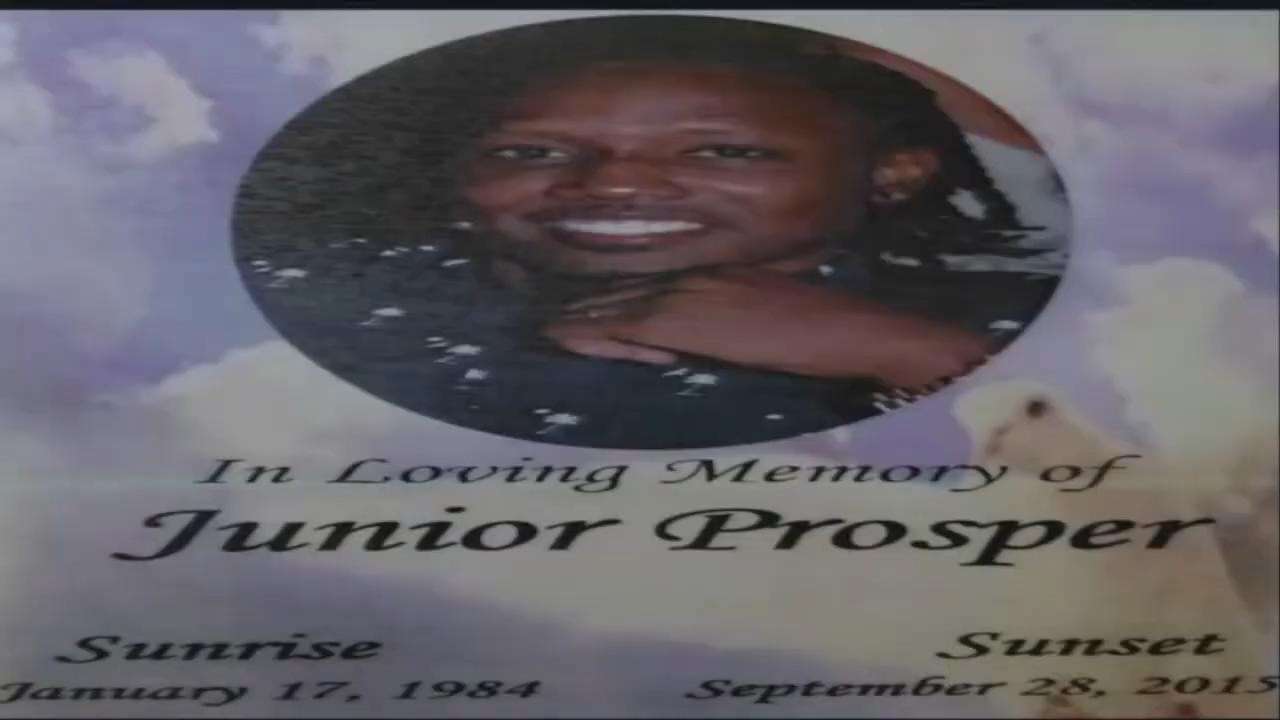 In Loving Memory of
Junior Prosper
Sunrise Sunset
January 17, 1984 September 28, 2015